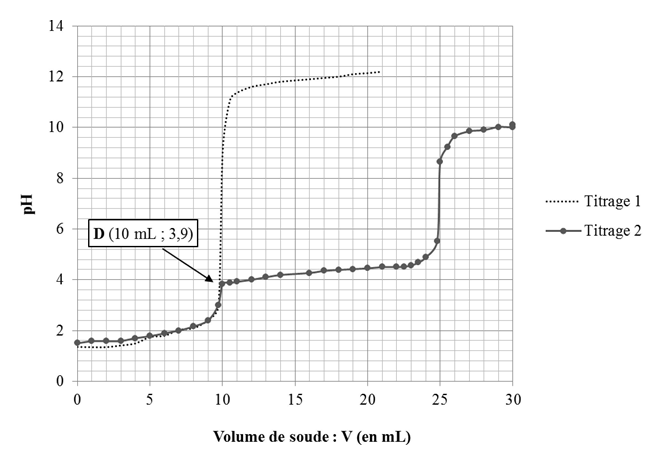 14
12
10
8
6
4
2
0
pH
D (10 mL ; 3,9)
0 5 10 15 20 25 30
Volume de soude : V (en mL)
Titrage 1
Titrage 2